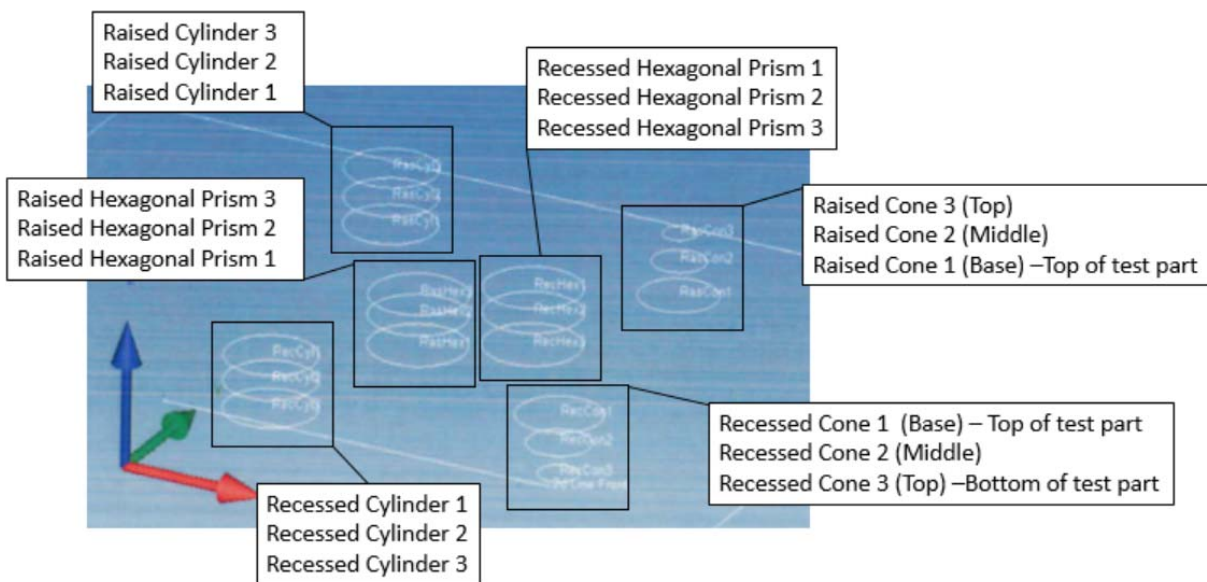 Raised Cylinder 3
Raised Cylinder 2
Raised Cylinder 1
Recessed Hexagonal Prism 1
Recessed Hexagonal Prism 2
Recessed Hexagonal Prism 3
RasCyl3
RasCyl2
RasCyl1
Raised Hexagonal Prism 3
Raised Hexagonal Prism 2
Raised Hexagonal Prism 1
Raised Cone 3 (Top)
Raised Cone 2 (Middle)
Raised Cone 1 (Base) –Top of test part
RasCon3
RasCon2
RasCon1
RasHex3
RasHex2
RasHex1
RecHex1
RecHex2
RecHex3
RecCyl1
RecCyl2
RecCyl3
RecCon1
RecCon2
RecCon3
2d Line Front
Recessed Cone 1 (Base) – Top of test part
Recessed Cone 2 (Middle)
Recessed Cone 3 (Top) –Bottom of test part
Recessed Cylinder 1
Recessed Cylinder 2
Recessed Cylinder 3